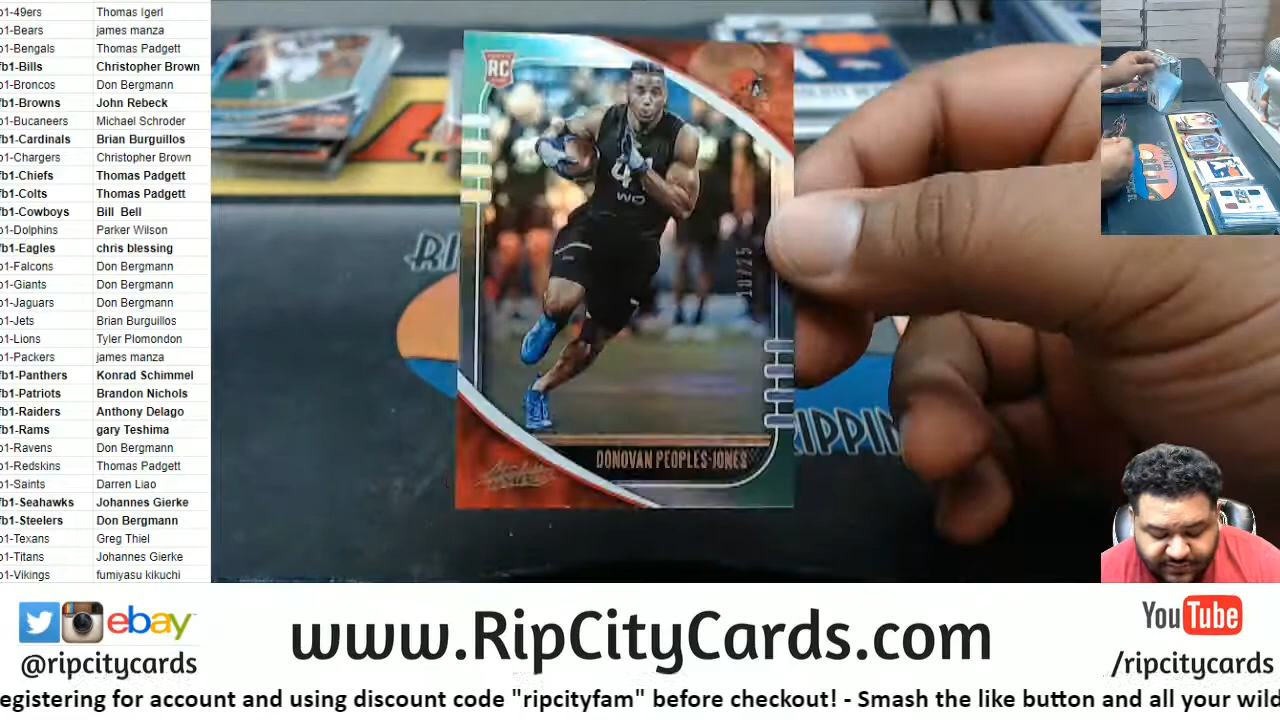 b1-49ers Thomas Igerl
b1-Bears james manza
b1-Bengals Thomas Padgett
fb1-Bills Christopher Brown
b1-Broncos Don Bergmann
fb1-Browns John Rebeck
b1-Bucaneers Michael Schroder
fb1-Cardinals Brian Burguillos
b1-Chargers Christopher Brown
fb1-Chiefs Thomas Padgett
fb1-Colts Thomas Padgett
fb1-Cowboys Bill Bell
b1-Dolphins Parker Wilson
fb1-Eagles chris blessing
b1-Falcons Don Bergmann
b1-Giants Don Bergmann
b1-Jaguars Don Bergmann
b1-Jets Brian Burguillos
b1-Lions Tyler Plomondon
b1-Packers james manza
fb1-Panthers Konrad Schimmel
fb1-Patriots Brandon Nichols
fb1-Raiders Anthony Delago
fb1-Rams gary Teshima
b1-Ravens Don Bergmann
b1-Redskins Thomas Padgett
b1-Saints Darren Liao
fb1-Seahawks Johannes Gierke
fb1-Steelers Don Bergmann
b1-Texans Greg Thiel
b1-Titans Johannes Gierke
b1-Vikings fumiyasu kikuchi
RC
4
WO
RI
RIPPIN
DONOVAN PEOPLES-JONES
ebay
@ripcitycards
www.RipCityCards.com
YouTube
/ripcitycards
egistering for account and using discount code "ripcityfam" before checkout! - Smash the like button and all your wild